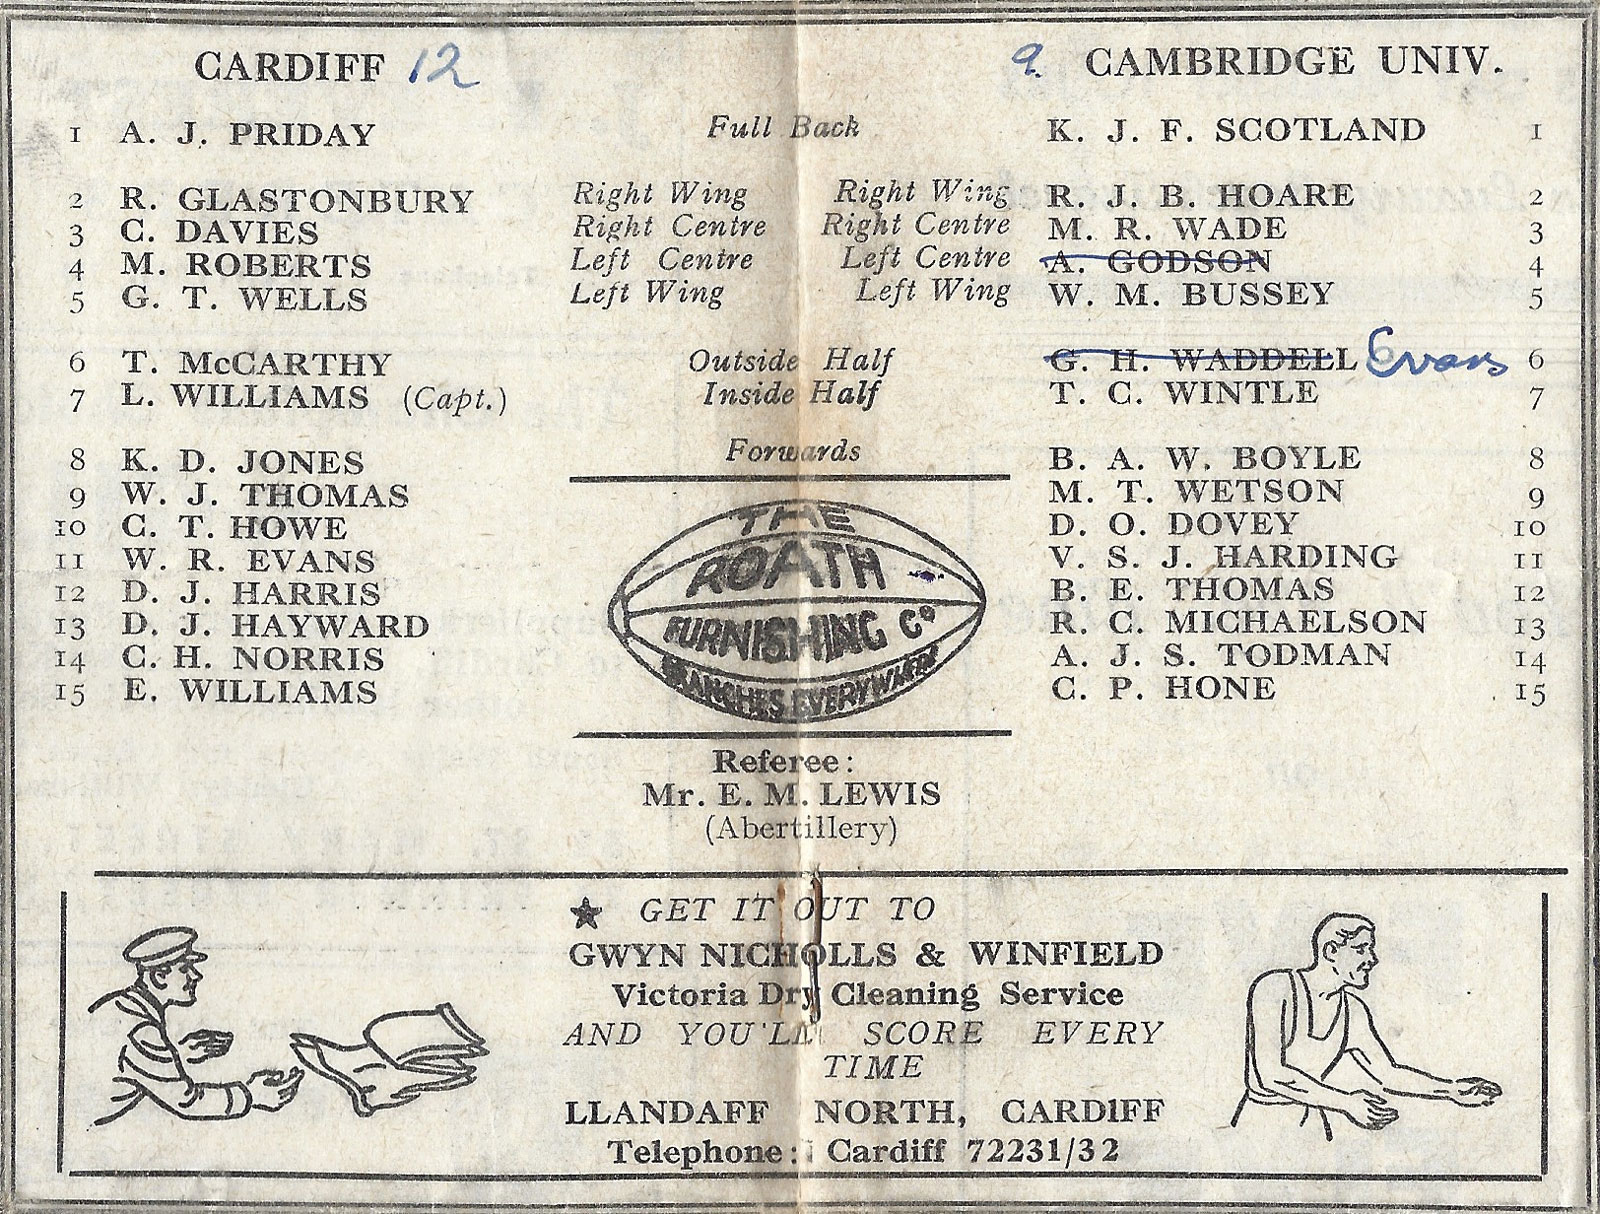 CARDIFF 12 9. CAMBRIDGE UNIV.
1 A. J. PRIDAY Full Back K. J. F. SCOTLAND 1
2 R. GLASTONBURY Right Wing Right Wing R. J. B. HOARE 2
3 C. DAVIES Right Centre Right Centre M. R. WADE 3
4 M. ROBERTS Left Centre Left Centre A. GODSON 4
5 G. T. WELLS Left Wing Left Wing W. M. BUSSEY 5
6 T. McCARTHY Outside Half G. H. WADDELL Evans 6
7 L. WILLIAMS (Capt.) Inside Half T. C. WINTLE 7
Forwards
8 K. D. JONES B. A. W. BOYLE 8
9 W. J. THOMAS M. T. WETSON 9
10 C. T. HOWE D. O. DOVEY 10
11 W. R. EVANS V. S. J. HARDING 11
12 D. J. HARRIS B. E. THOMAS 12
13 D. J. HAYWARD R. C. MICHAELSON 13
14 C. H. NORRIS A. J. S. TODMAN 14
15 E. WILLIAMS C. P. HONE 15
THE
ROATH
FURNISHING Co
BRANCHES EVERYWHERE
Referee:
Mr. E. M. LEWIS
(Abertillery)
GET IT OUT TO
GWYN NICHOLLS & WINFIELD
Victoria Dry Cleaning Service
AND YOU'LL SCORE EVERY
TIME
LLANDAFF NORTH, CARDIFF
Telephone: Cardiff 72231/32